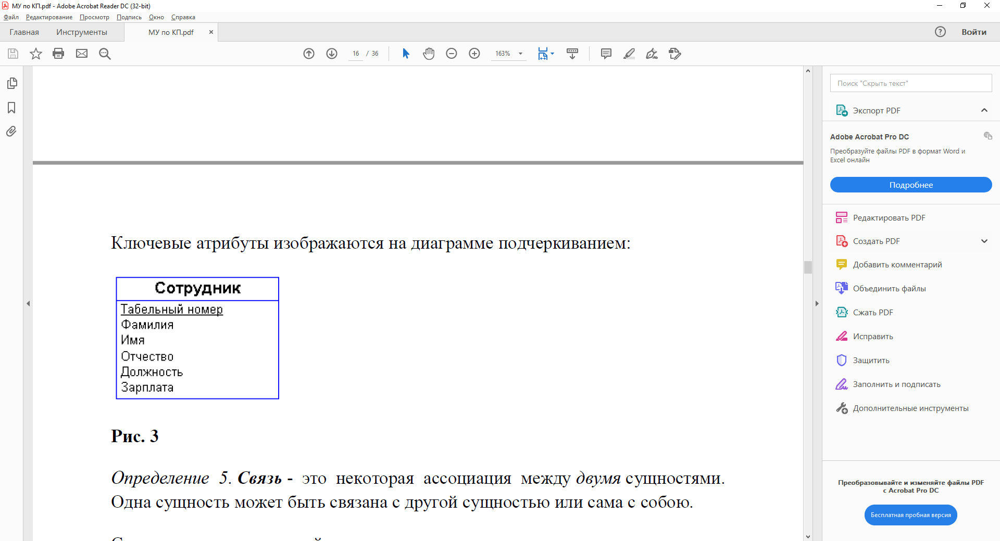 МУ по КП.pdf - Adobe Acrobat Reader DC (32-bit)
Файл Редактирование Просмотр Подпись Окно Справка
Главная Инструменты МУ по КП.pdf × ? Войти
16 / 36 163%
Поиск "Скрыть текст"
Экспорт PDF
Adobe Acrobat Pro DC
Преобразуйте файлы PDF в формат Word и
Excel онлайн
Подробнее
Редактировать PDF
Создать PDF
Добавить комментарий
Объединить файлы
Сжать PDF
Исправить
Защитить
Заполнить и подписать
Дополнительные инструменты
Преобразовывайте и изменяйте файлы PDF
с Acrobat Pro DC
Бесплатная пробная версия
Ключевые атрибуты изображаются на диаграмме подчеркиванием:
Сотрудник
Табельный номер
Фамилия
Имя
Отчество
Должность
Зарплата
Рис. 3
Определение 5. Связь - это некоторая ассоциация между двумя сущностями.
Одна сущность может быть связана с другой сущностью или сама с собою.